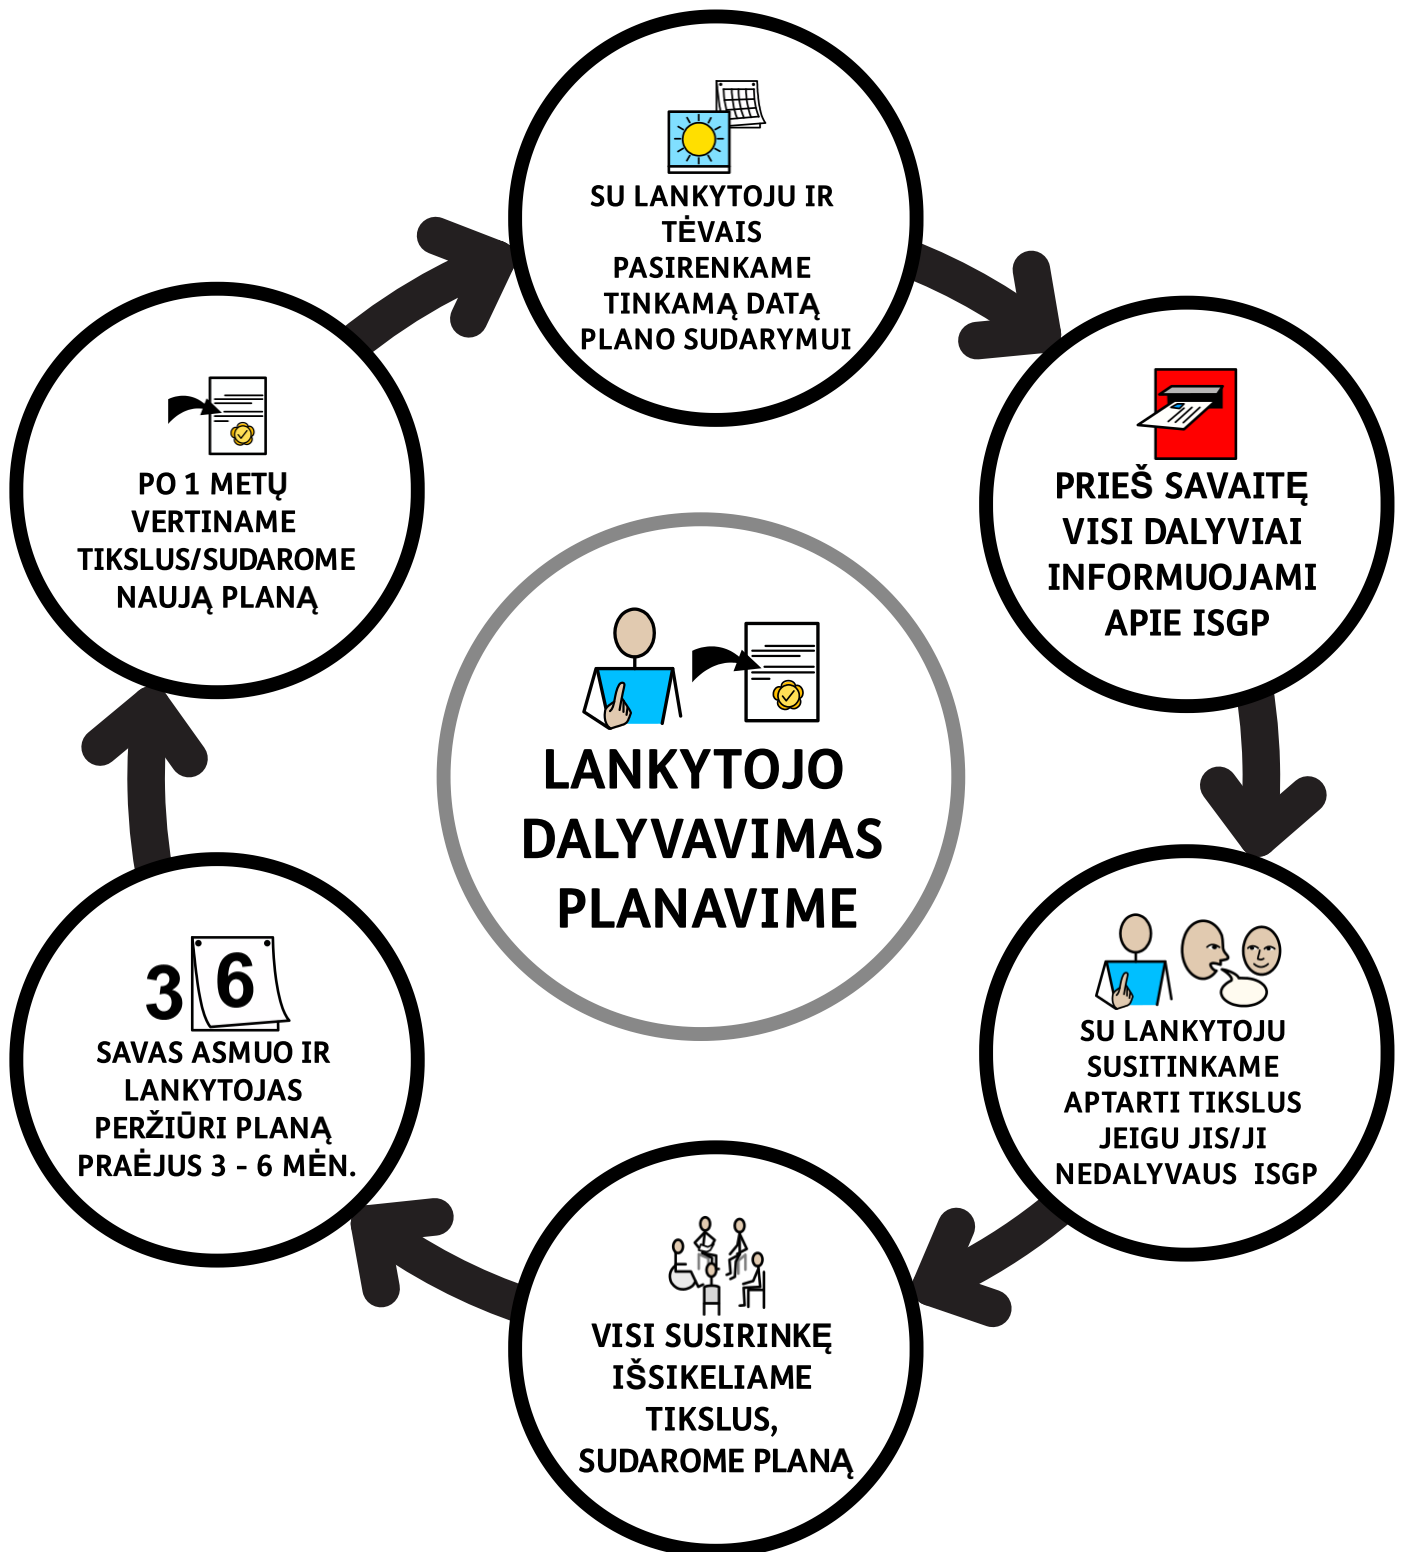 SU LANKYTOJU IR
TĖVAIS
PASIRENKAME
TINKAMĄ DATĄ
PLANO SUDARYMUI
PRIEŠ SAVAITĘ
VISI DALYVIAI
INFORMUOJAMI
APIE ISGP
SU LANKYTOJU
SUSITINKAME
APTARTI TIKSLUS
JEIGU JIS/JI
NEDALYVAUS ISGP
VISI SUSIRINKĘ
IŠSIKELIAME
TIKSLUS,
SUDAROME PLANĄ
3 6
SAVAS ASMUO IR
LANKYTOJAS
PERŽIŪRI PLANĄ
PRAĖJUS 3 - 6 MĖN.
PO 1 METŲ
VERTINAME
TIKSLUS/SUDAROME
NAUJĄ PLANĄ
LANKYTOJO
DALYVAVIMAS
PLANAVIME